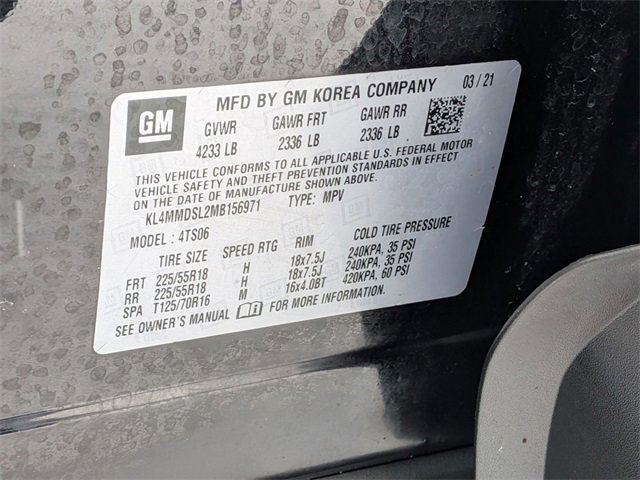 MFD BY GM KOREA COMPANY 03 / 21
GM
GVWR GAWR FRT GAWR RR
4233 LB 2336 LB 2336 LB
THIS VEHICLE CONFORMS TO ALL APPLICABLE U.S. FEDERAL MOTOR
VEHICLE SAFETY AND THEFT PREVENTION STANDARDS IN EFFECT
ON THE DATE OF MANUFACTURE SHOWN ABOVE.
KL4MMDSL2MB156971 TYPE: MPV
MODEL : 4TS06
TIRE SIZE SPEED RTG RIM COLD TIRE PRESSURE
FRT 225/55R18 H 18x7.5J 240KPA, 35 PSI
RR 225/55R18 H 18x7.5J 240KPA, 35 PSI
SPA T125/70R16 M 16x4.0BT 420KPA, 60 PSI
SEE OWNER'S MANUAL FOR MORE INFORMATION.